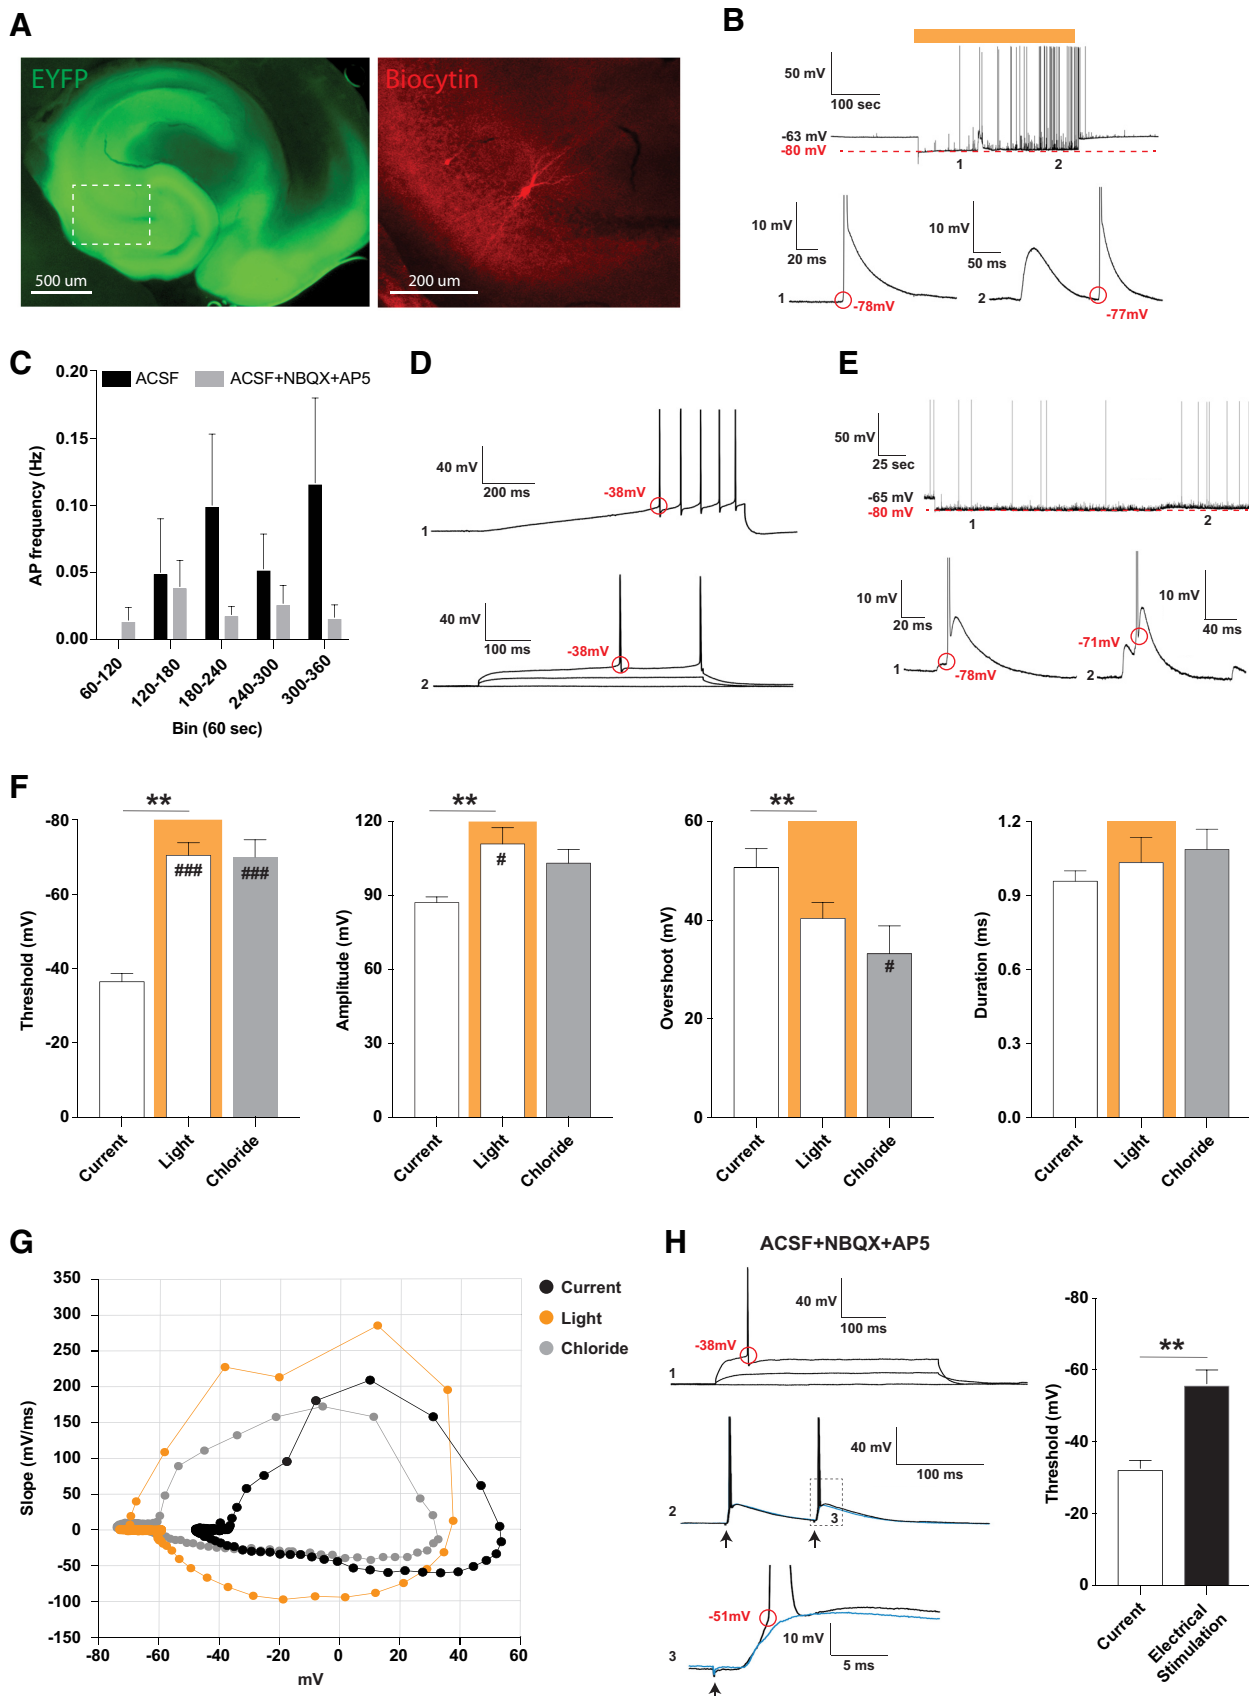 A
EYFP
500 um
Biocytin
200 um
B
50 mV
100 sec
-63 mV
-80 mV
1
2
10 mV
20 ms
1
-78mV
10 mV
50 ms
2
-77mV
C
ACSF
ACSF+NBQX+AP5
AP frequency (Hz)
0.20
0.15
0.10
0.05
0.00
60-120
120-180
180-240
240-300
300-360
Bin (60 sec)
D
40 mV
200 ms
-38mV
1
40 mV
100 ms
-38mV
2
E
50 mV
25 sec
-65 mV
-80 mV
1
2
10 mV
20 ms
1
-78mV
10 mV
40 ms
-71mV
2
F
**
Threshold (mV)
-80
-60
-40
-20
0
###
###
Current
Light
Chloride
**
Amplitude (mV)
120
90
60
30
0
#
Current
Light
Chloride
**
Overshoot (mV)
60
40
20
0
#
Current
Light
Chloride
Duration (ms)
1.2
0.9
0.6
0.3
0.0
Current
Light
Chloride
G
Slope (mV/ms)
350
300
250
200
150
100
50
0
-50
-100
-150
-80
-60
-40
-20
0
20
40
60
mV
Current
Light
Chloride
H
ACSF+NBQX+AP5
40 mV
100 ms
-38mV
1
40 mV
100 ms
2
3
-51mV
10 mV
5 ms
3
**
Threshold (mV)
-80
-60
-40
-20
0
Current
Electrical
Stimulation